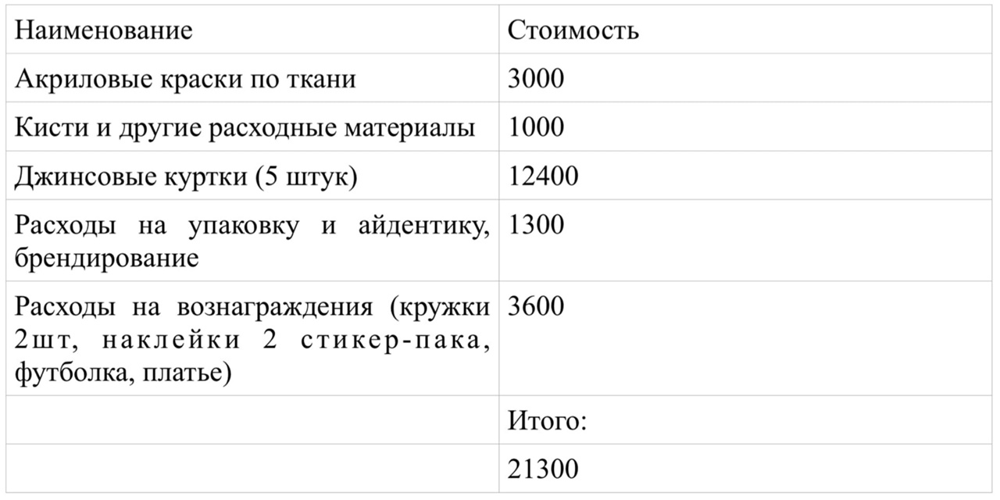 Наименование Стоимость
Акриловые краски по ткани 3000
Кисти и другие расходные материалы 1000
Джинсовые куртки (5 штук) 12400
Расходы на упаковку и айдентику, 1300
брендирование
Расходы на вознаграждения (кружки 3600
2шт, наклейки 2 стикер-пака,
футболка, платье)
Итого:
21300